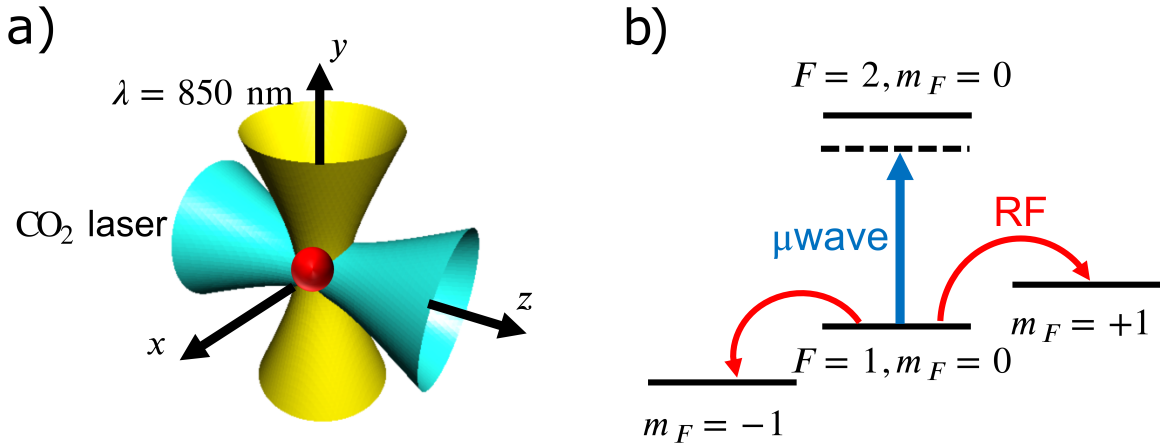 a)
y
λ = 850 nm
CO₂ laser
x
z
b)
F = 2, m_F = 0
RF
μwave
m_F = +1
F = 1, m_F = 0
m_F = −1